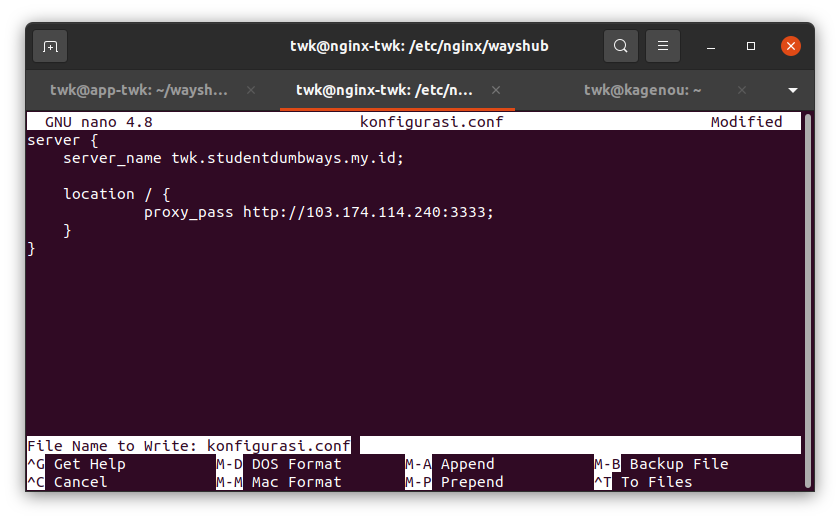 twk@nginx-twk: /etc/nginx/wayshub
twk@app-twk: ~/waysh... × twk@nginx-twk: /etc/n... × twk@kagenou: ~ ×
GNU nano 4.8 konfigurasi.conf Modified
server {
    server_name twk.studentdumbways.my.id;
    location / {
             proxy_pass http://103.174.114.240:3333;
    }
}
File Name to Write: konfigurasi.conf
^G Get Help M-D DOS Format M-A Append M-B Backup File
^C Cancel M-M Mac Format M-P Prepend ^T To Files